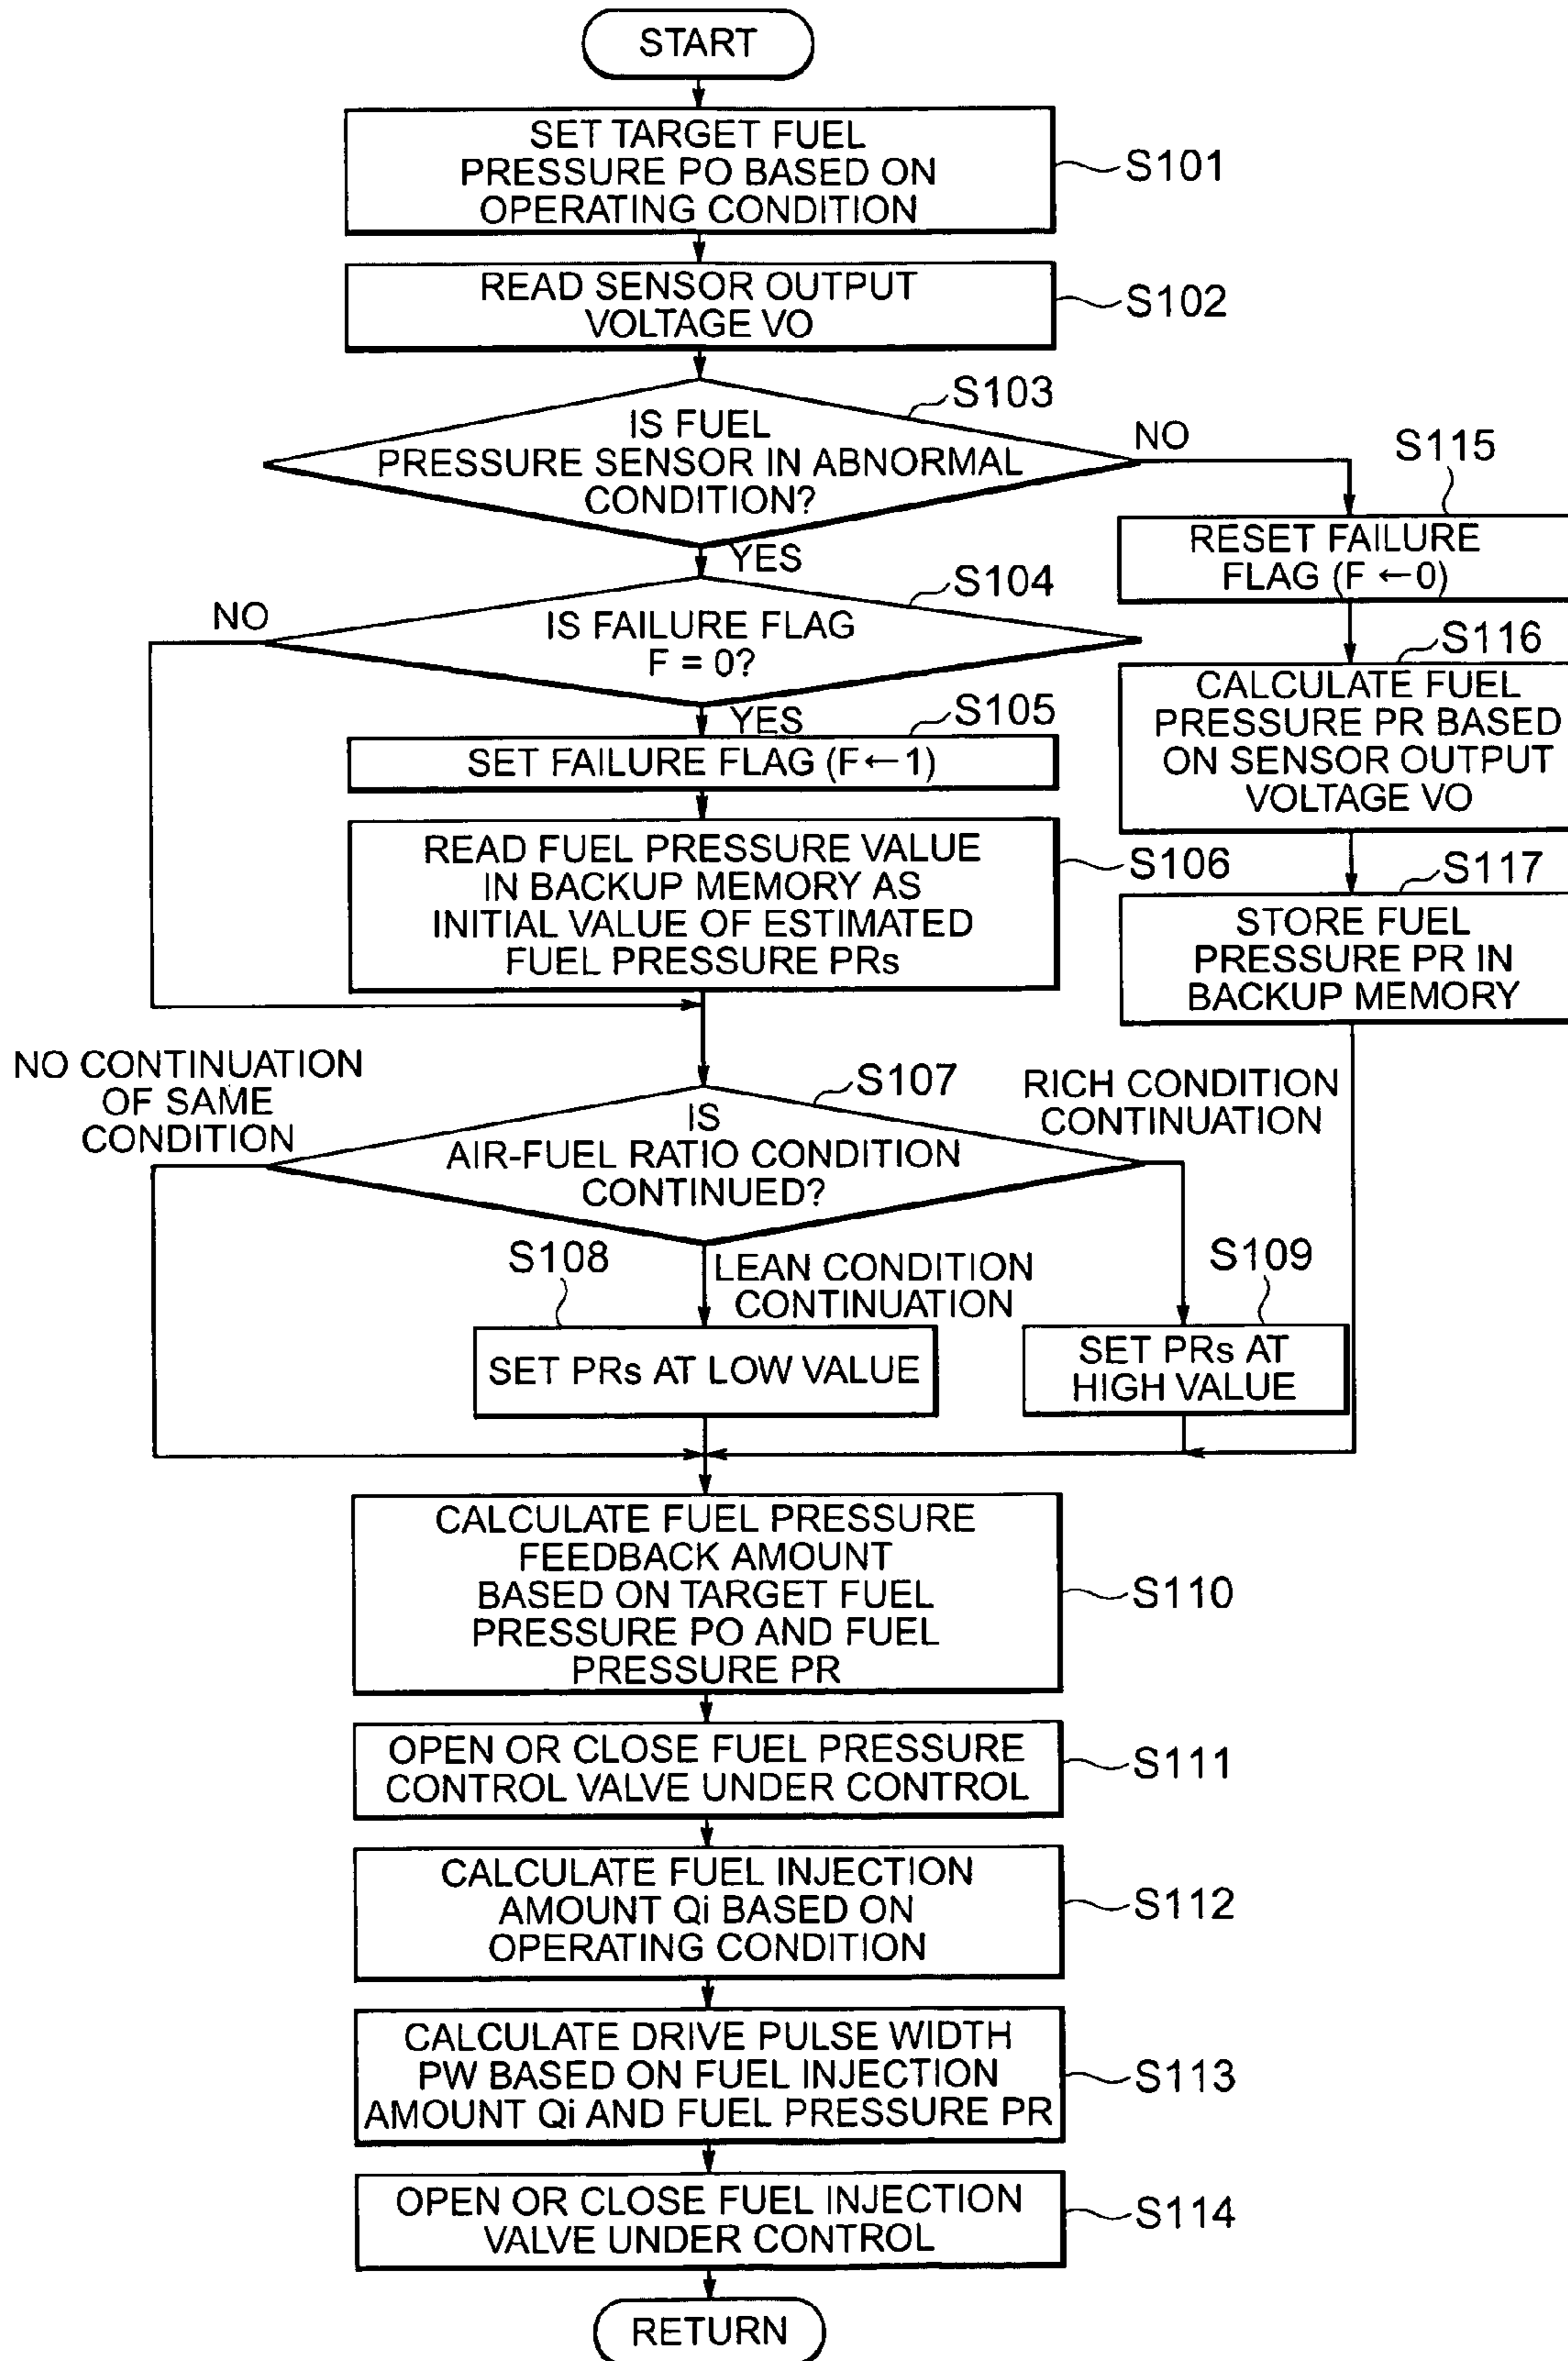 START
SET TARGET FUEL
PRESSURE PO BASED ON
OPERATING CONDITION
S101
READ SENSOR OUTPUT
VOLTAGE VO
S102
S103
IS FUEL
PRESSURE SENSOR IN ABNORMAL
CONDITION?
NO
YES
S115
RESET FAILURE
FLAG (F ←0)
S104
NO
IS FAILURE FLAG
F = 0?
YES
S116
CALCULATE FUEL
PRESSURE PR BASED
ON SENSOR OUTPUT
VOLTAGE VO
S105
SET FAILURE FLAG (F←1)
READ FUEL PRESSURE VALUE
IN BACKUP MEMORY AS
INITIAL VALUE OF ESTIMATED
FUEL PRESSURE PRs
S106
S117
STORE FUEL
PRESSURE PR IN
BACKUP MEMORY
NO CONTINUATION
OF SAME
CONDITION
S107
IS
AIR-FUEL RATIO CONDITION
CONTINUED?
RICH CONDITION
CONTINUATION
S108
LEAN CONDITION
CONTINUATION
S109
SET PRs AT LOW VALUE
SET PRs AT
HIGH VALUE
CALCULATE FUEL PRESSURE
FEEDBACK AMOUNT
BASED ON TARGET FUEL
PRESSURE PO AND FUEL
PRESSURE PR
S110
OPEN OR CLOSE FUEL PRESSURE
CONTROL VALVE UNDER CONTROL
S111
CALCULATE FUEL INJECTION
AMOUNT Qi BASED ON
OPERATING CONDITION
S112
CALCULATE DRIVE PULSE WIDTH
PW BASED ON FUEL INJECTION
AMOUNT Qi AND FUEL PRESSURE PR
S113
OPEN OR CLOSE FUEL INJECTION
VALVE UNDER CONTROL
S114
RETURN